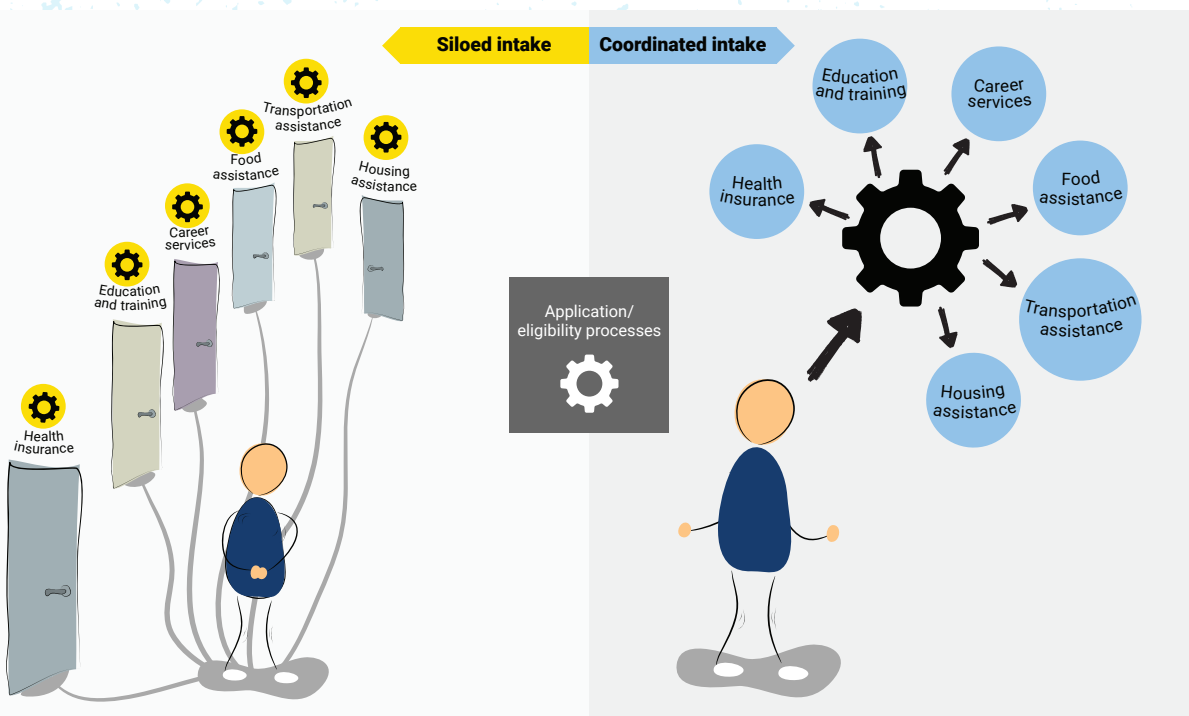 Siloed intake
Coordinated intake
Transportation
assistance
Food
assistance
Housing
assistance
Career
services
Education
and training
Health
insurance
Application/
eligibility processes
Education
and training
Career
services
Health
insurance
Food
assistance
Transportation
assistance
Housing
assistance